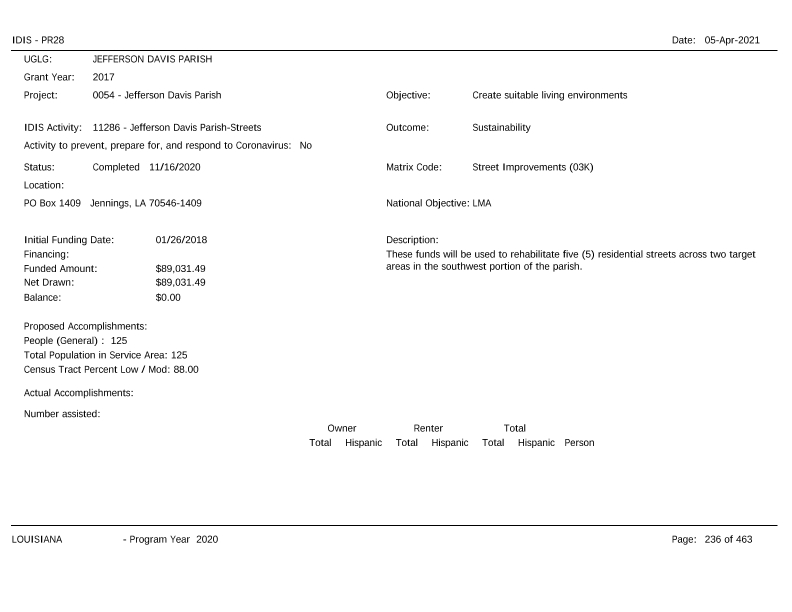 IDIS - PR28 Date: 05-Apr-2021
UGLG: JEFFERSON DAVIS PARISH
Grant Year: 2017
Project: 0054 - Jefferson Davis Parish Objective: Create suitable living environments
IDIS Activity: 11286 - Jefferson Davis Parish-Streets Outcome: Sustainability
Activity to prevent, prepare for, and respond to Coronavirus: No
Status: Completed 11/16/2020 Matrix Code: Street Improvements (03K)
Location:
PO Box 1409 Jennings, LA 70546-1409 National Objective: LMA
Initial Funding Date: 01/26/2018 Description:
Financing: These funds will be used to rehabilitate five (5) residential streets across two target
Funded Amount: $89,031.49 areas in the southwest portion of the parish.
Net Drawn: $89,031.49
Balance: $0.00
Proposed Accomplishments:
People (General) : 125
Total Population in Service Area: 125
Census Tract Percent Low / Mod: 88.00
Actual Accomplishments:
Number assisted:
Owner Renter Total
Total Hispanic Total Hispanic Total Hispanic Person
LOUISIANA - Program Year 2020 Page: 236 of 463